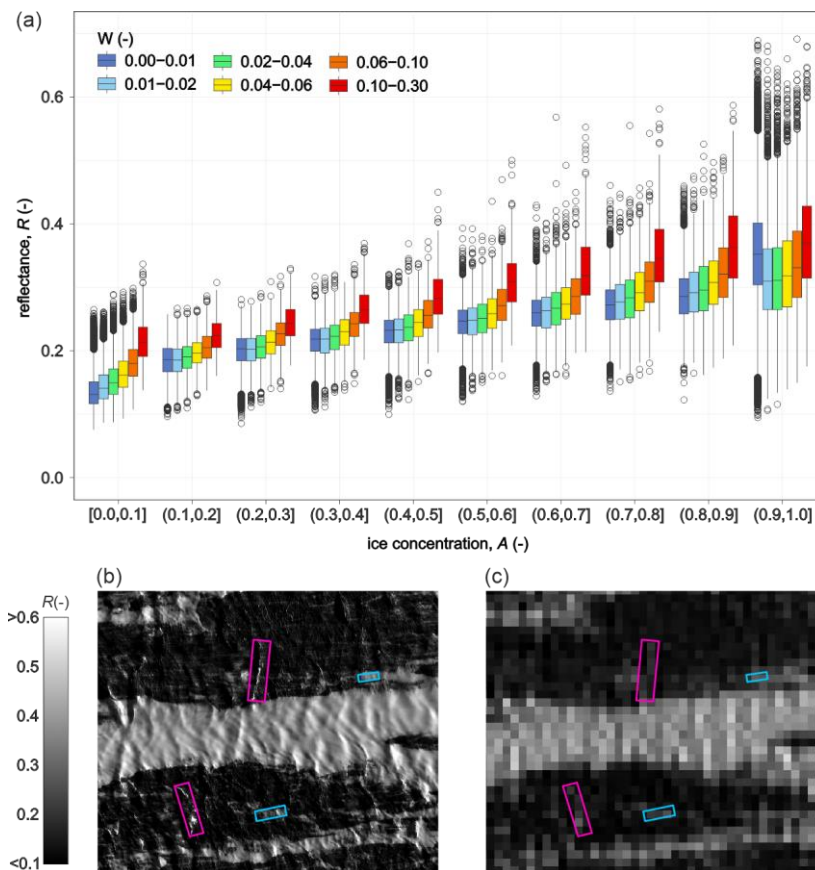 (a)
W (-)
0.00−0.01 0.02−0.04 0.06−0.10
0.01−0.02 0.04−0.06 0.10−0.30
reflectance, R (-)
0.6
0.4
0.2
0.0
[0.0,0.1] (0.1,0.2] (0.2,0.3] (0.3,0.4] (0.4,0.5] (0.5,0.6] (0.6,0.7] (0.7,0.8] (0.8,0.9] (0.9,1.0]
ice concentration, A (-)
(b)
(c)
R(-)
>0.6
0.5
0.4
0.3
0.2
<0.1